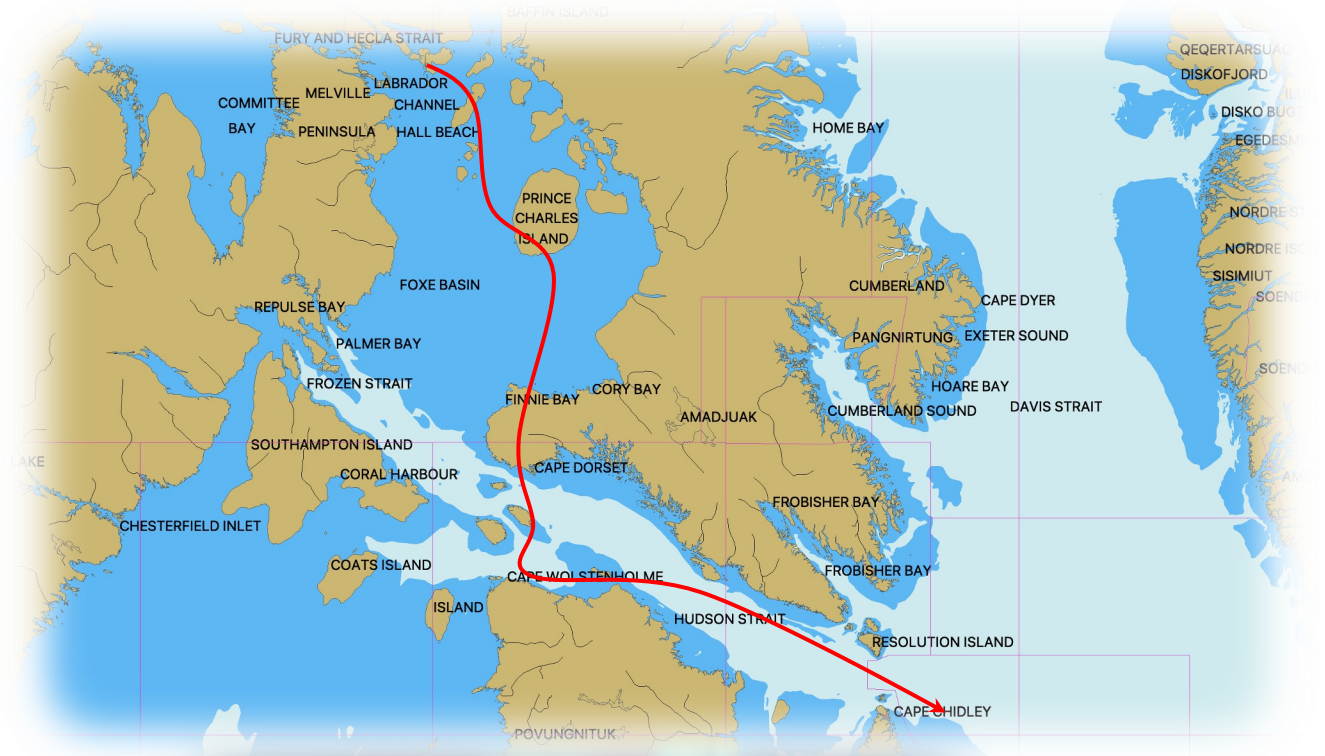 BAFFIN ISLAND
FURY AND HECLA STRAIT
QEQERTARSUAQ
DISKOFJORD
LABRADOR
MELVILLE
COMMITTEE
CHANNEL
DISKO BUGT
BAY
PENINSULA
HALL BEACH
HOME BAY
PRINCE
CHARLES
ISLAND
NORDRE
SISIMIUT
FOXE BASIN
CUMBERLAND
CAPE DYER
REPULSE BAY
PALMER BAY
PANGNIRTUNG
EXETER SOUND
FROZEN STRAIT
CORY BAY
FINNIE BAY
HOARE BAY
DAVIS STRAIT
CUMBERLAND SOUND
AMADJUAK
SOUTHAMPTON ISLAND
LAKE
CAPE DORSET
CORAL HARBOUR
FROBISHER BAY
CHESTERFIELD INLET
COATS ISLAND
FROBISHER BAY
CAPE WOLSTENHOLME
ISLAND
HUDSON STRAIT
RESOLUTION ISLAND
CAPE CHIDLEY
POVUNGNITUK